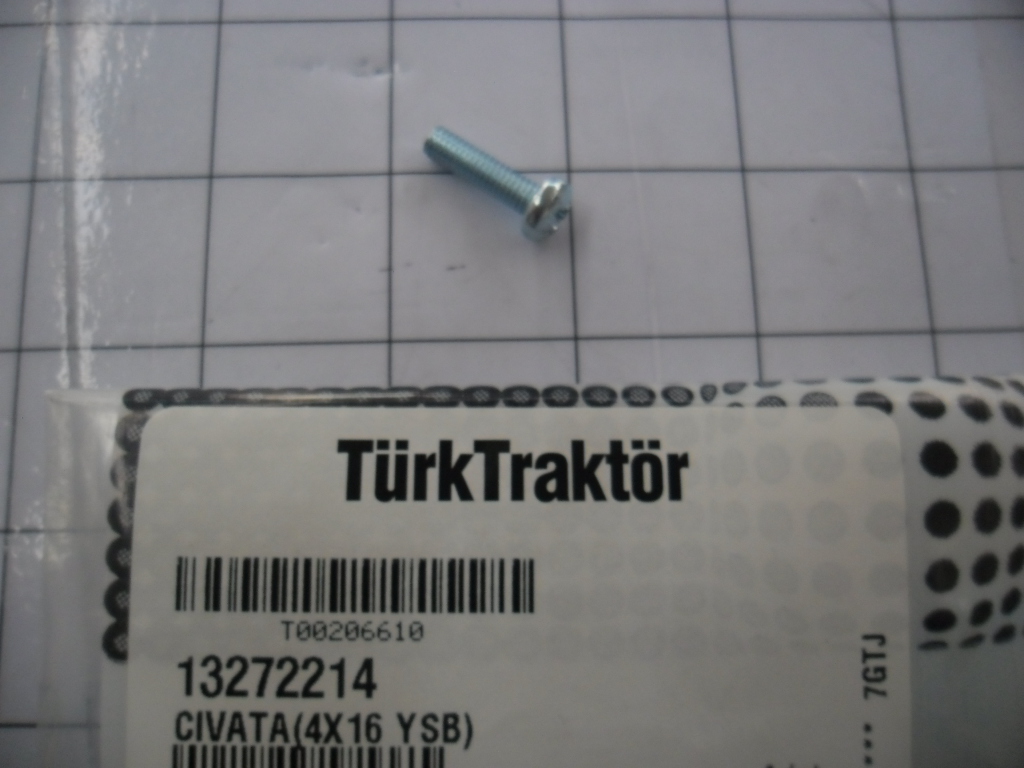 TürkTraktör
T00206610
13272214
CIVATA(4X16 YSB)
*** 7GTJ